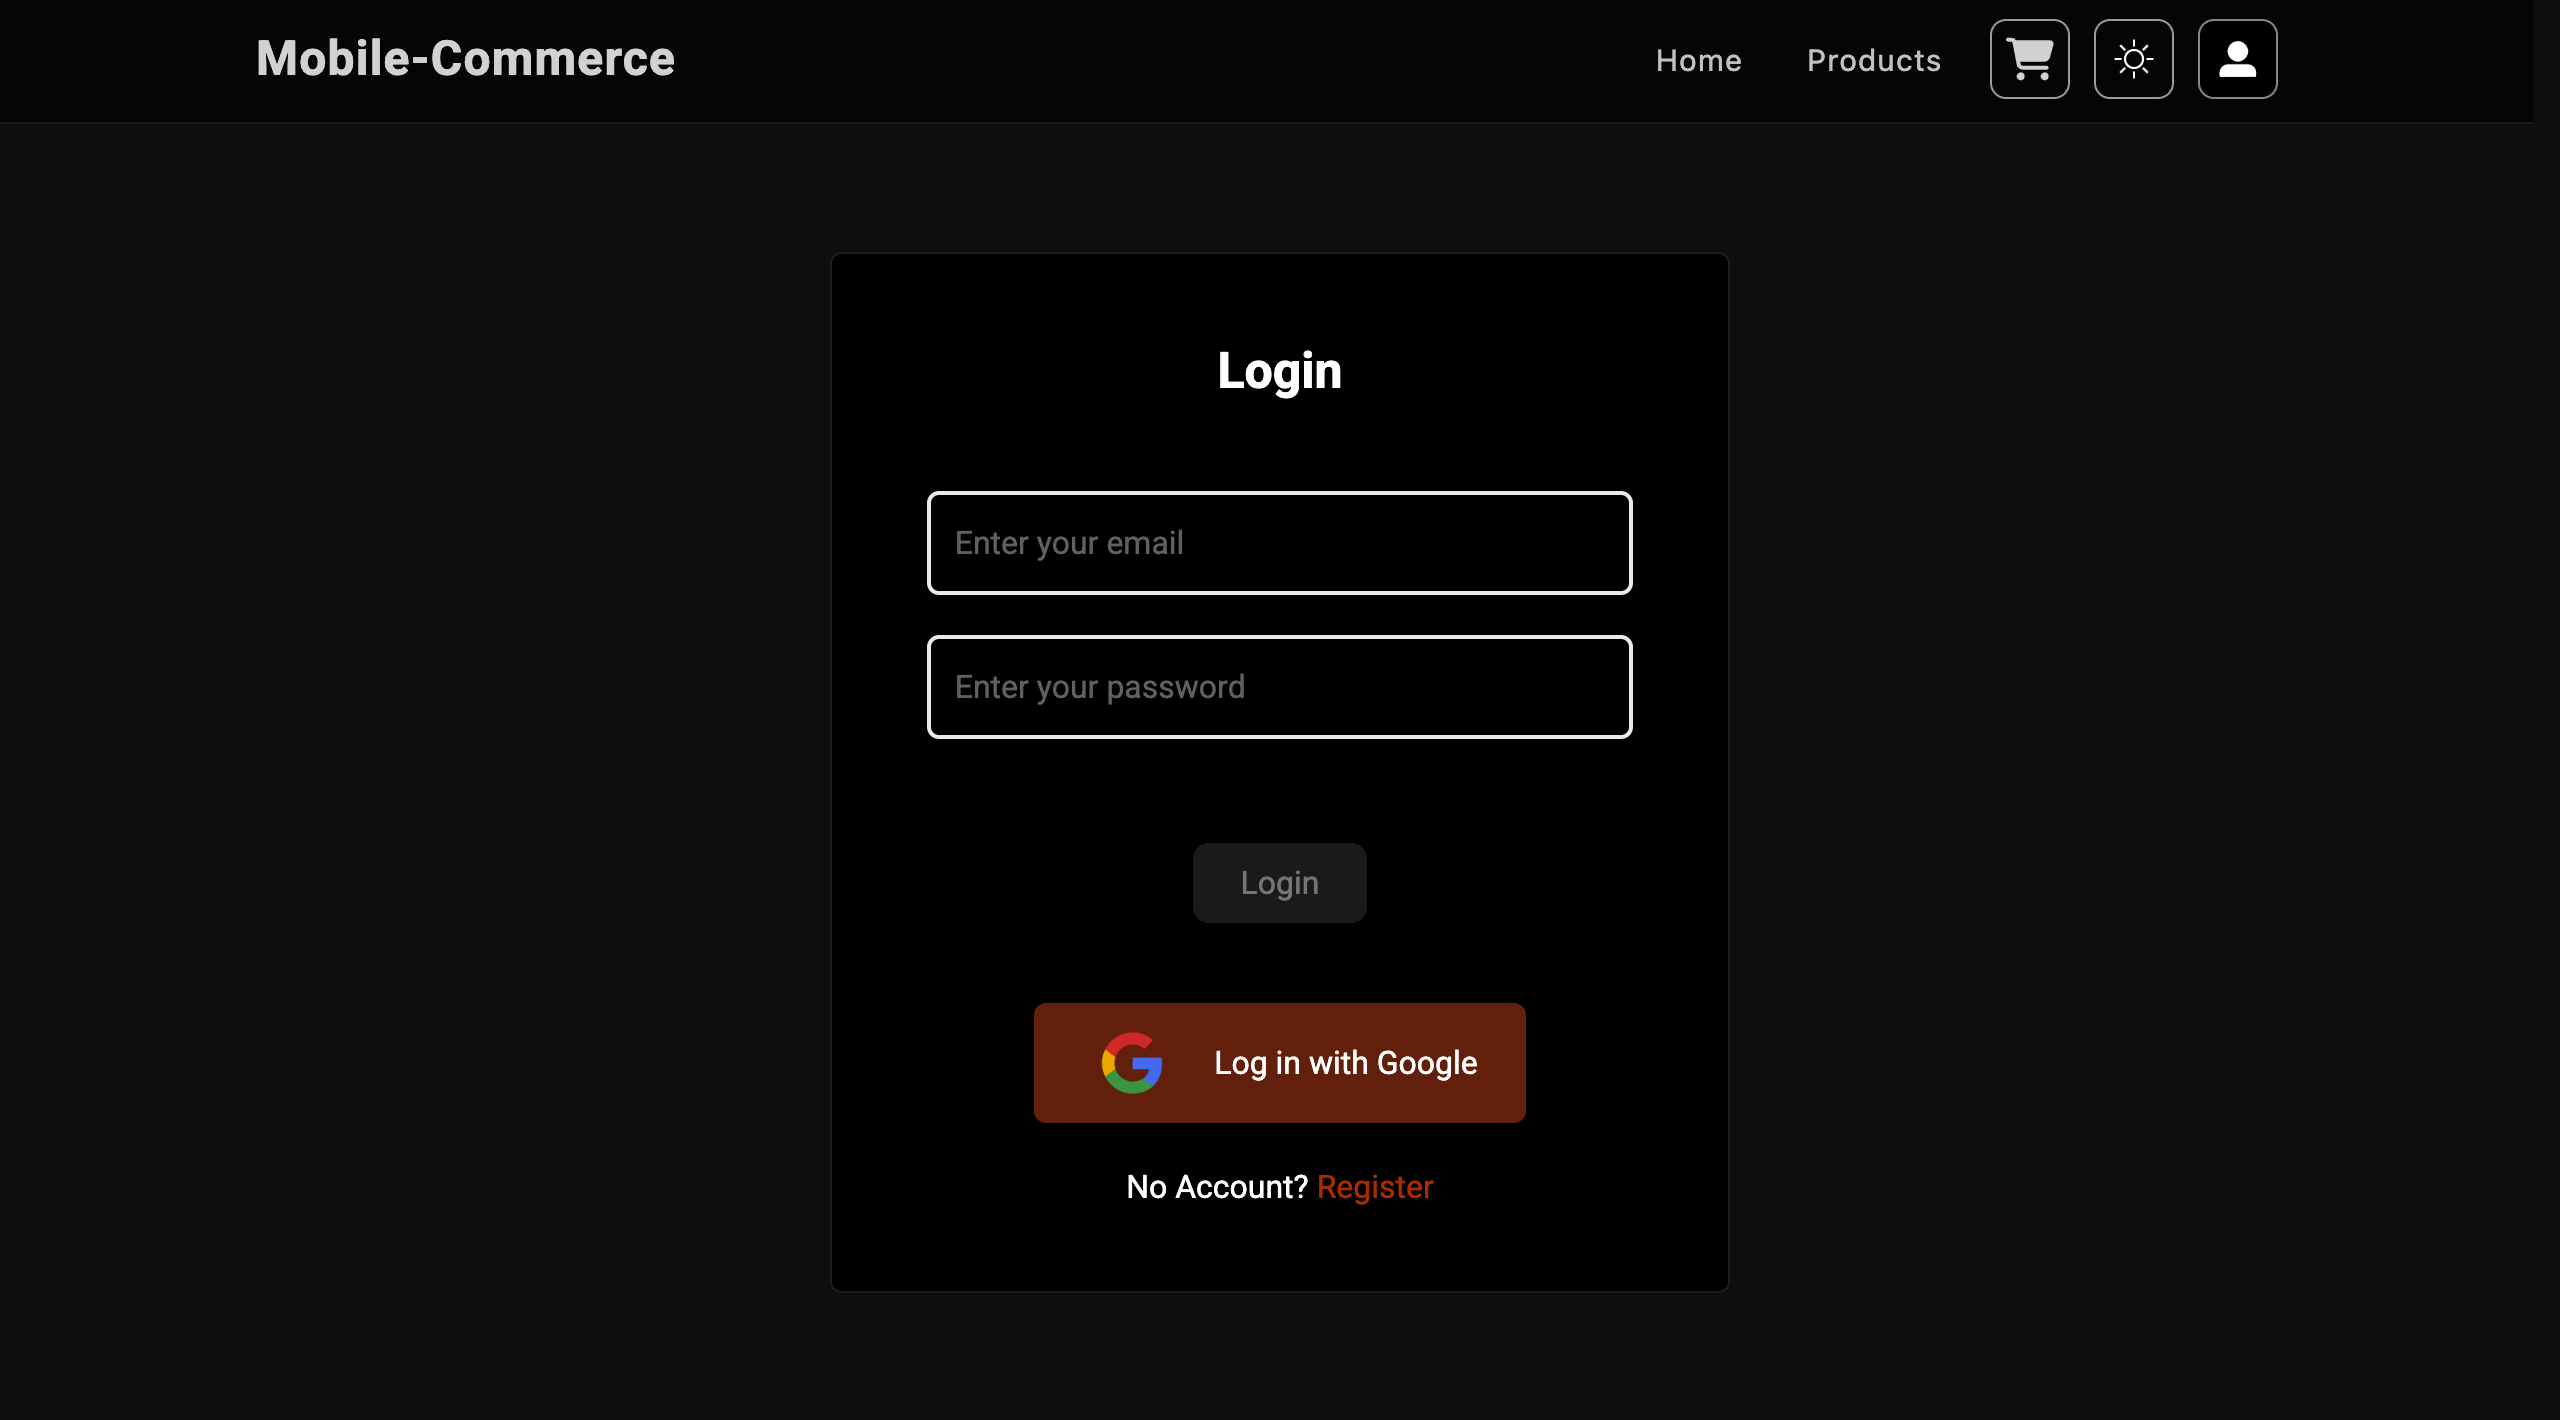 Mobile-Commerce
Home
Products
Login
Enter your email
Enter your password
Login
Log in with Google
No Account? Register